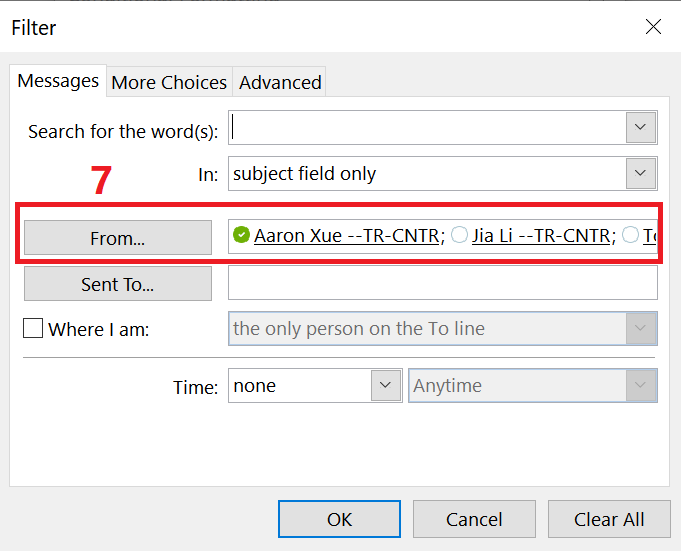 Filter
Messages More Choices Advanced
Search for the word(s):
7
In: subject field only
From... Aaron Xue --TR-CNTR; Jia Li --TR-CNTR;
Sent To...
Where I am: the only person on the To line
Time: none Anytime
OK Cancel Clear All